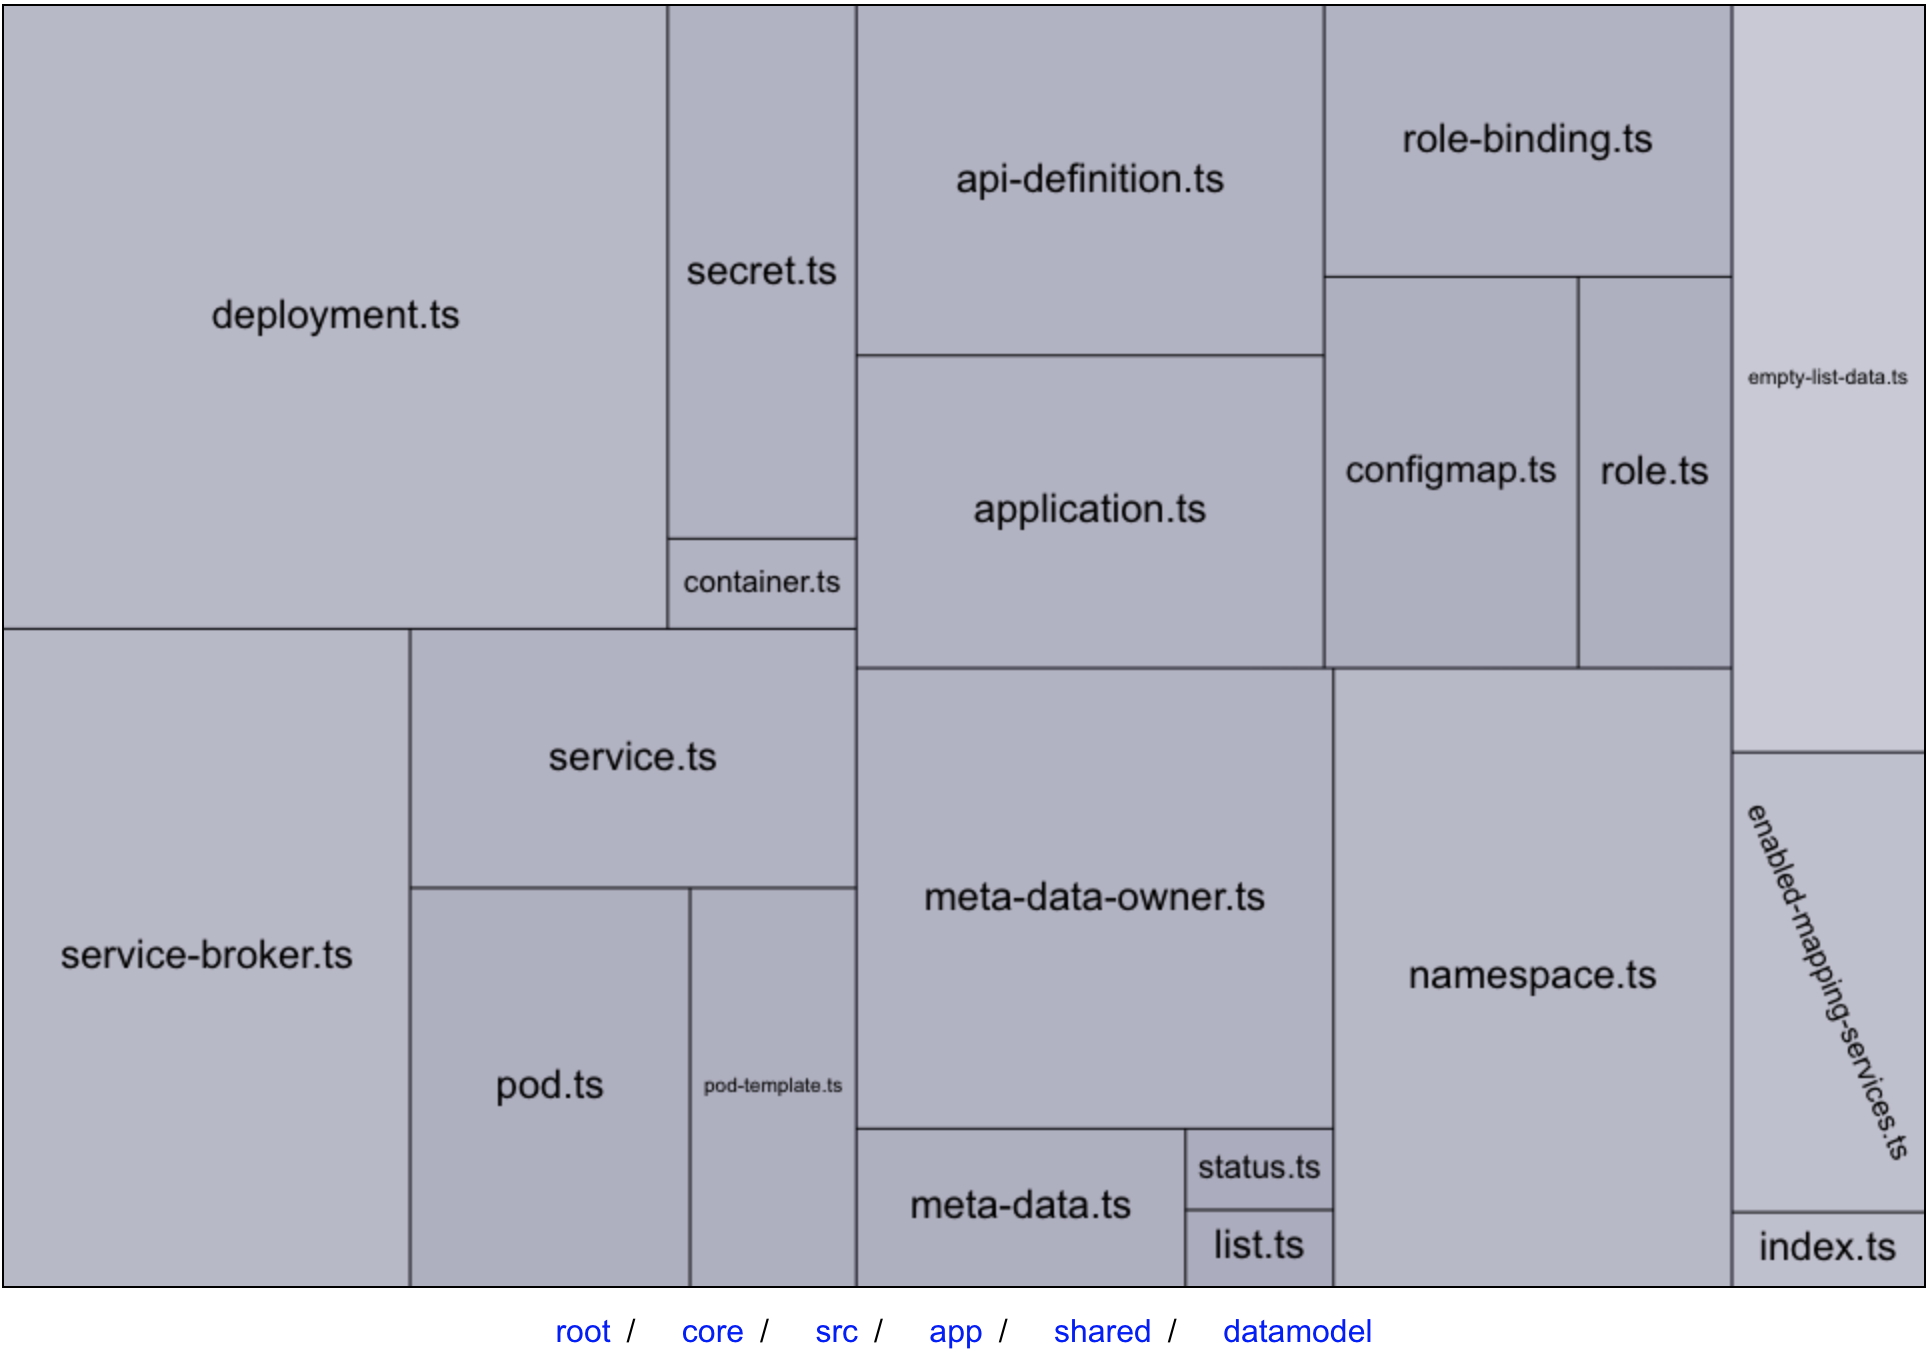 deployment.ts
secret.ts
container.ts
api-definition.ts
role-binding.ts
application.ts
configmap.ts
role.ts
empty-list-data.ts
service-broker.ts
service.ts
pod.ts
pod-template.ts
meta-data-owner.ts
meta-data.ts
status.ts
list.ts
namespace.ts
enabled-mapping-services.ts
index.ts
root / core / src / app / shared / datamodel